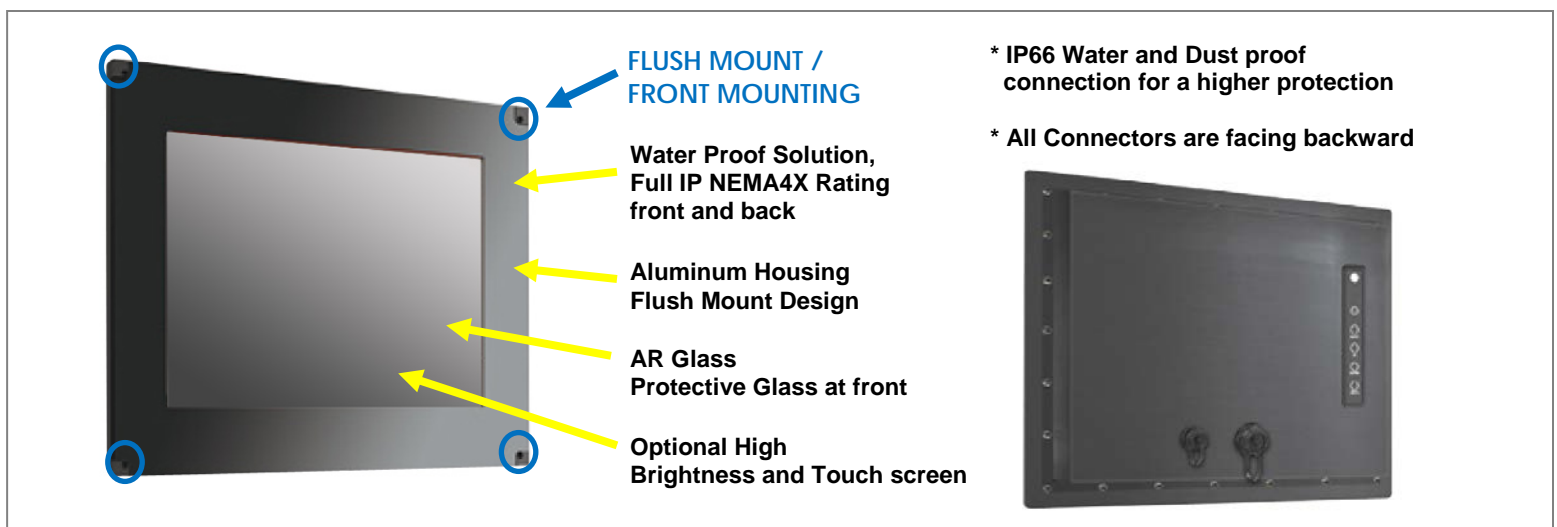 FLUSH MOUNT /
FRONT MOUNTING
Water Proof Solution,
Full IP NEMA4X Rating
front and back
Aluminum Housing
Flush Mount Design
AR Glass
Protective Glass at front
Optional High
Brightness and Touch screen
* IP66 Water and Dust proof
connection for a higher protection
* All Connectors are facing backward